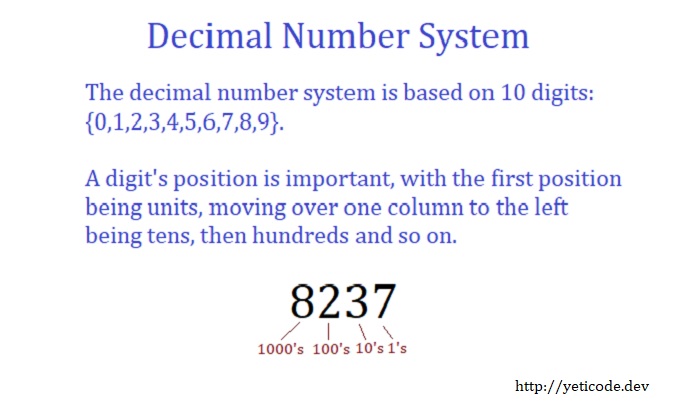 Decimal Number System
The decimal number system is based on 10 digits:
{0,1,2,3,4,5,6,7,8,9}.
A digit's position is important, with the first position
being units, moving over one column to the left
being tens, then hundreds and so on.
8237
1000's 100's 10's 1's
http://yeticode.dev